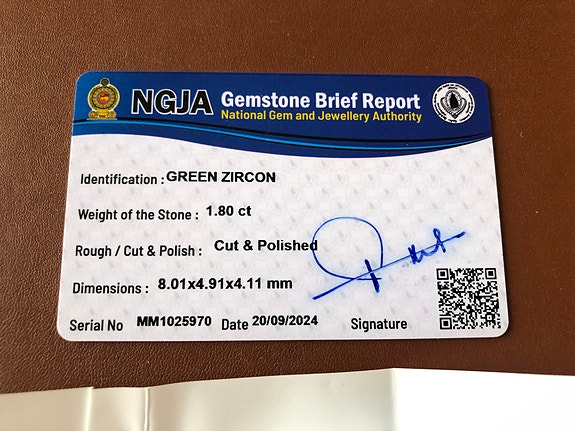 NGJA Gemstone Brief Report
National Gem and Jewellery Authority
Identification : GREEN ZIRCON
Weight of the Stone : 1.80 ct
Rough / Cut & Polish : Cut & Polished
Dimensions : 8.01x4.91x4.11 mm
Serial No MM1025970 Date 20/09/2024 Signature